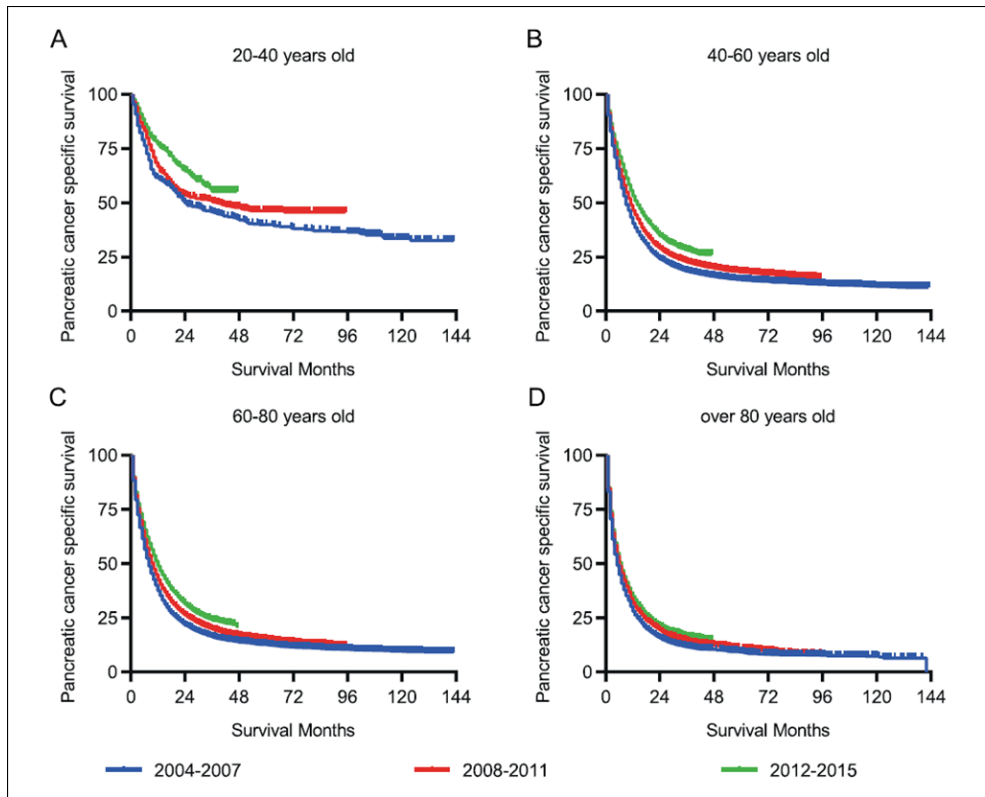 A
20-40 years old
Pancreatic cancer specific survival
100
75
50
25
0
0 24 48 72 96 120 144
Survival Months
B
40-60 years old
Pancreatic cancer specific survival
100
75
50
25
0
0 24 48 72 96 120 144
Survival Months
C
60-80 years old
Pancreatic cancer specific survival
100
75
50
25
0
0 24 48 72 96 120 144
Survival Months
D
over 80 years old
Pancreatic cancer specific survival
100
75
50
25
0
0 24 48 72 96 120 144
Survival Months
2004-2007 2008-2011 2012-2015